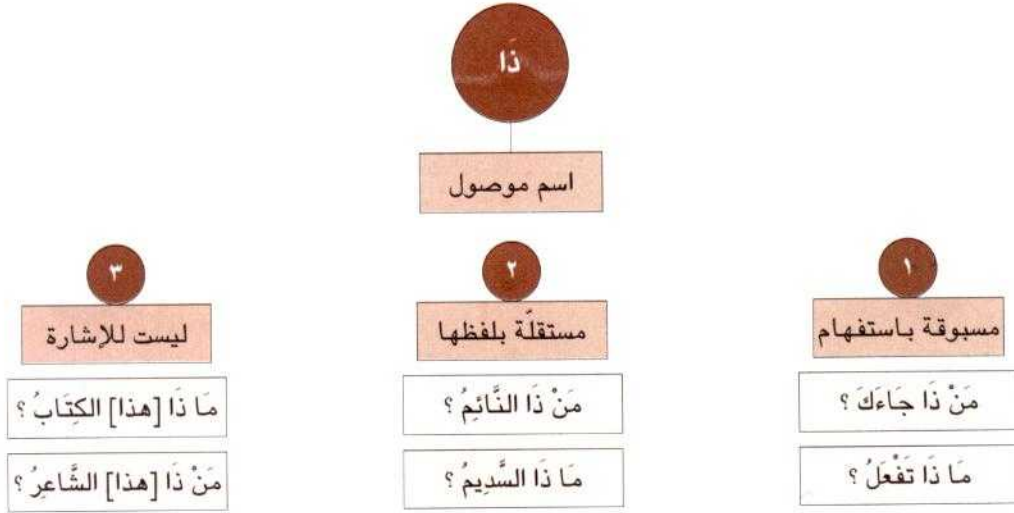 ذَا
اسم موصول
١
مسبوقة باستفهام
مَنْ ذَا جَاءَكَ ؟
مَا ذَا تَفْعَلُ ؟
٢
مستقلّة بلفظها
مَنْ ذَا النَّائِمُ ؟
مَا ذَا السَّدِيمُ ؟
٣
ليست للإشارة
مَا ذَا [هذا] الكِتَابُ ؟
مَنْ ذَا [هذا] الشَّاعِرُ ؟